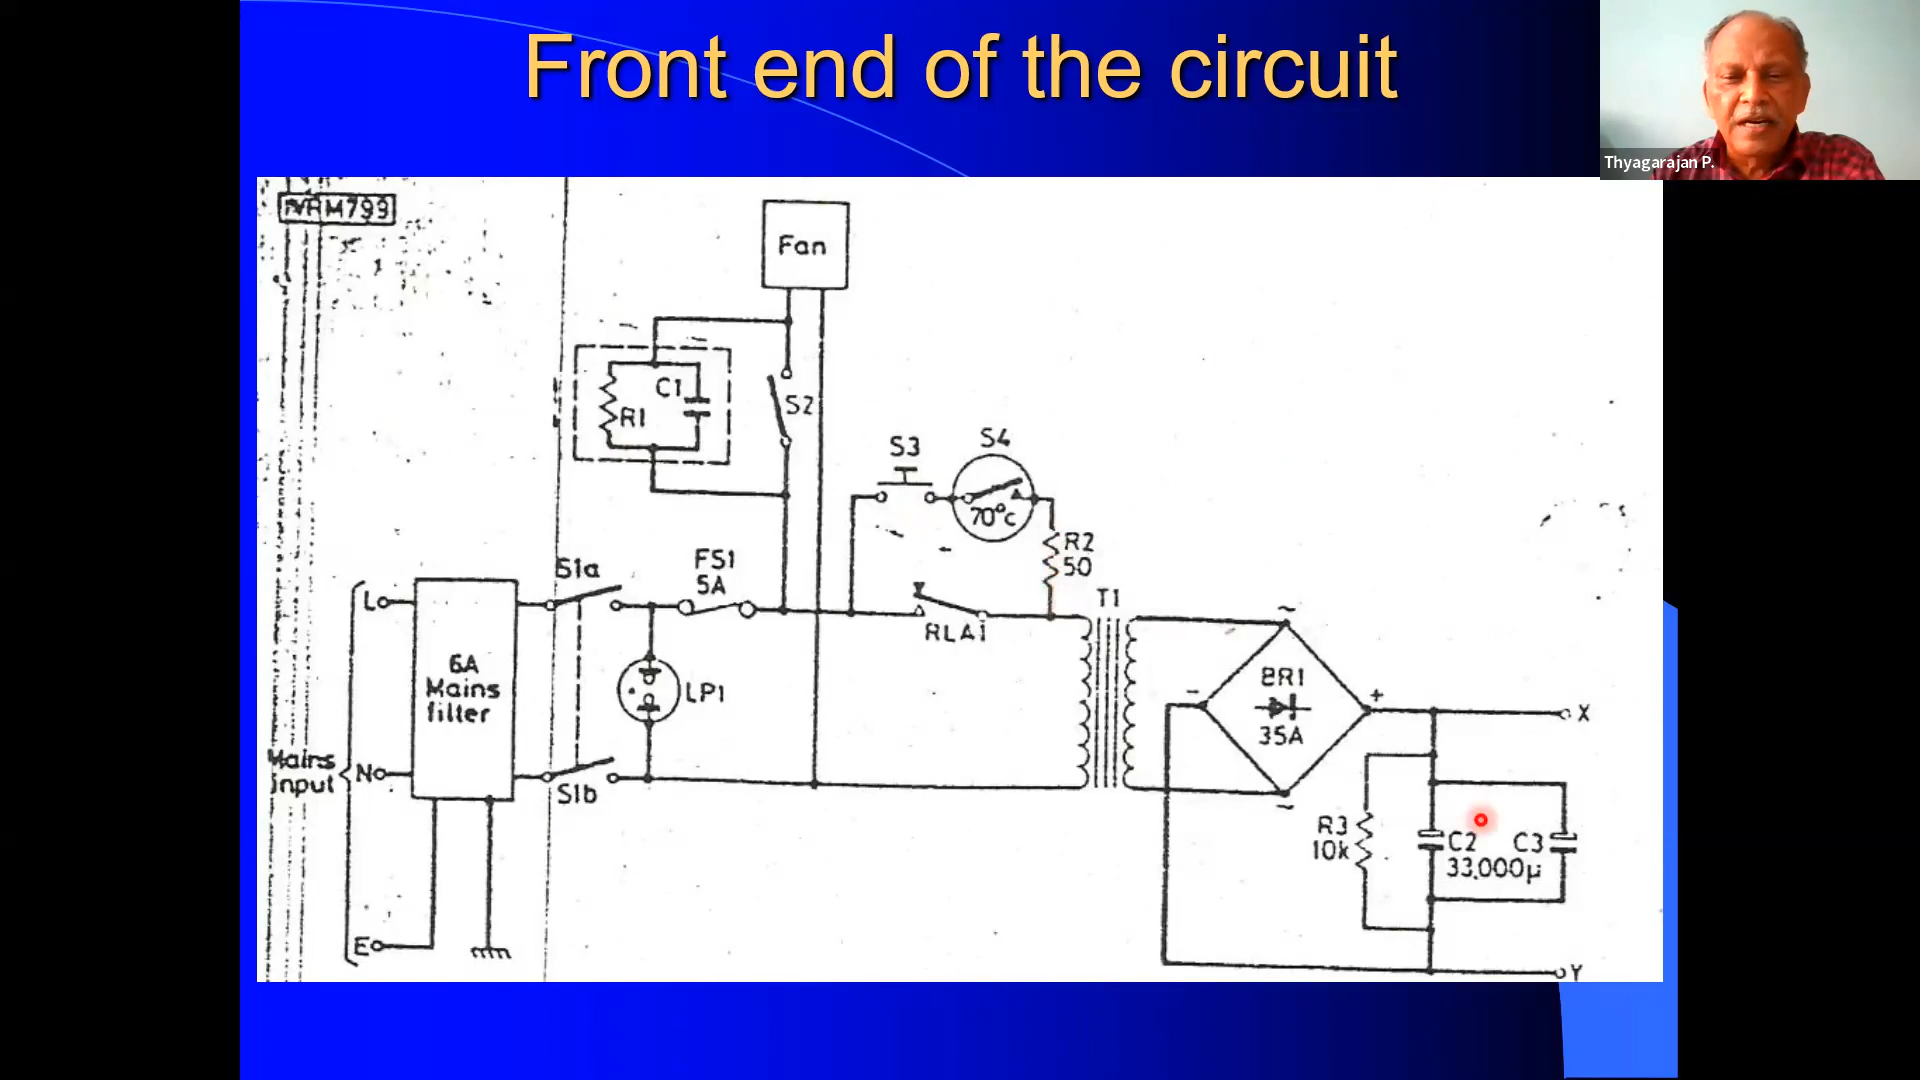 Front end of the circuit
Thyagarajan P.
M799
Fan
C1
R1
S2
S3
S4
70°c
R2
50
FS1
5A
S1a
L
T1
RLA1
6A
Mains
filter
LP1
BR1
35A
-
+
~
~
X
Mains
input
N
S1b
R3
10k
C2
C3
33,000µ
E
Y